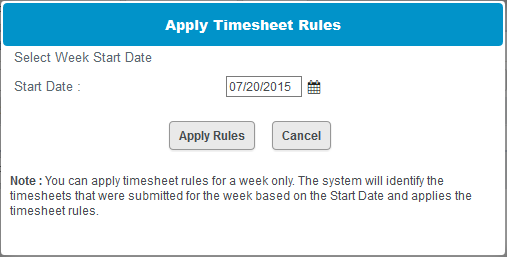 Apply Timesheet Rules
Select Week Start Date
Start Date : 07/20/2015
Apply Rules Cancel
Note : You can apply timesheet rules for a week only. The system will identify the
timesheets that were submitted for the week based on the Start Date and applies the
timesheet rules.